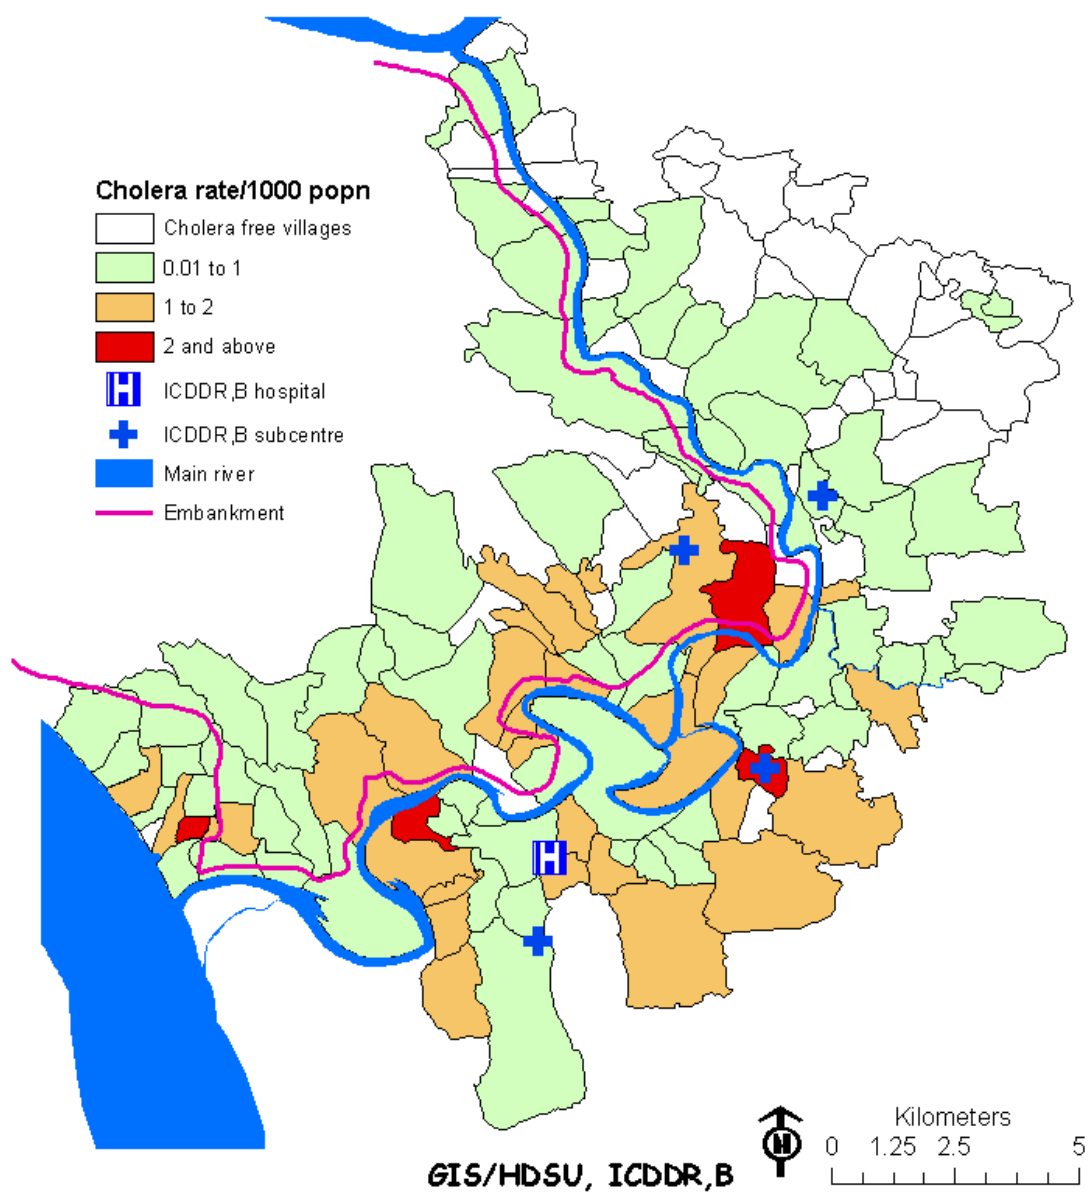 Cholera rate/1000 popn
Cholera free villages
0.01 to 1
1 to 2
2 and above
H ICDDR,B hospital
ICDDR,B subcentre
Main river
Embankment
H
Kilometers
0 1.25 2.5 5
GIS/HDSU, ICDDR,B
N